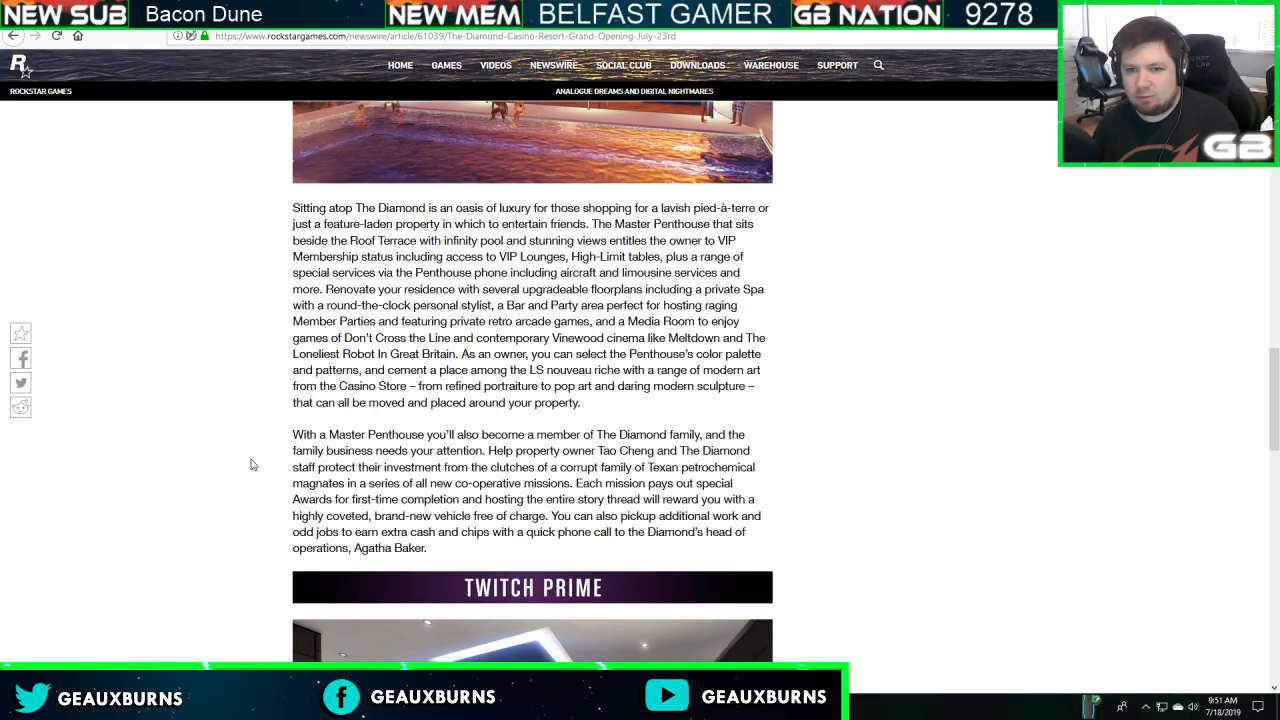 NEW SUB Bacon Dune NEW MEM BELFAST GAMER GB NATION 9278
https://www.rockstargames.com/newswire/article/61039/The-Diamond-Casino-Resort-Grand-Opening-July-23rd
HOME GAMES VIDEOS NEWSWIRE SOCIAL CLUB DOWNLOADS WAREHOUSE SUPPORT
ROCKSTAR GAMES ANALOGUE DREAMS AND DIGITAL NIGHTMARES
GB
Sitting atop The Diamond is an oasis of luxury for those shopping for a lavish pied-à-terre or
just a feature-laden property in which to entertain friends. The Master Penthouse that sits
beside the Roof Terrace with infinity pool and stunning views entitles the owner to VIP
Membership status including access to VIP Lounges, High-Limit tables, plus a range of
special services via the Penthouse phone including aircraft and limousine services and
more. Renovate your residence with several upgradeable floorplans including a private Spa
with a round-the-clock personal stylist, a Bar and Party area perfect for hosting raging
Member Parties and featuring private retro arcade games, and a Media Room to enjoy
games of Don't Cross the Line and contemporary Vinewood cinema like Meltdown and The
Loneliest Robot In Great Britain. As an owner, you can select the Penthouse's color palette
and patterns, and cement a place among the LS nouveau riche with a range of modern art
from the Casino Store – from refined portraiture to pop art and daring modern sculpture –
that can all be moved and placed around your property.
With a Master Penthouse you'll also become a member of The Diamond family, and the
family business needs your attention. Help property owner Tao Cheng and The Diamond
staff protect their investment from the clutches of a corrupt family of Texan petrochemical
magnates in a series of all new co-operative missions. Each mission pays out special
Awards for first-time completion and hosting the entire story thread will reward you with a
highly coveted, brand-new vehicle free of charge. You can also pickup additional work and
odd jobs to earn extra cash and chips with a quick phone call to the Diamond's head of
operations, Agatha Baker.
TWITCH PRIME
GEAUXBURNS GEAUXBURNS GEAUXBURNS
9:51 AM
7/18/2019